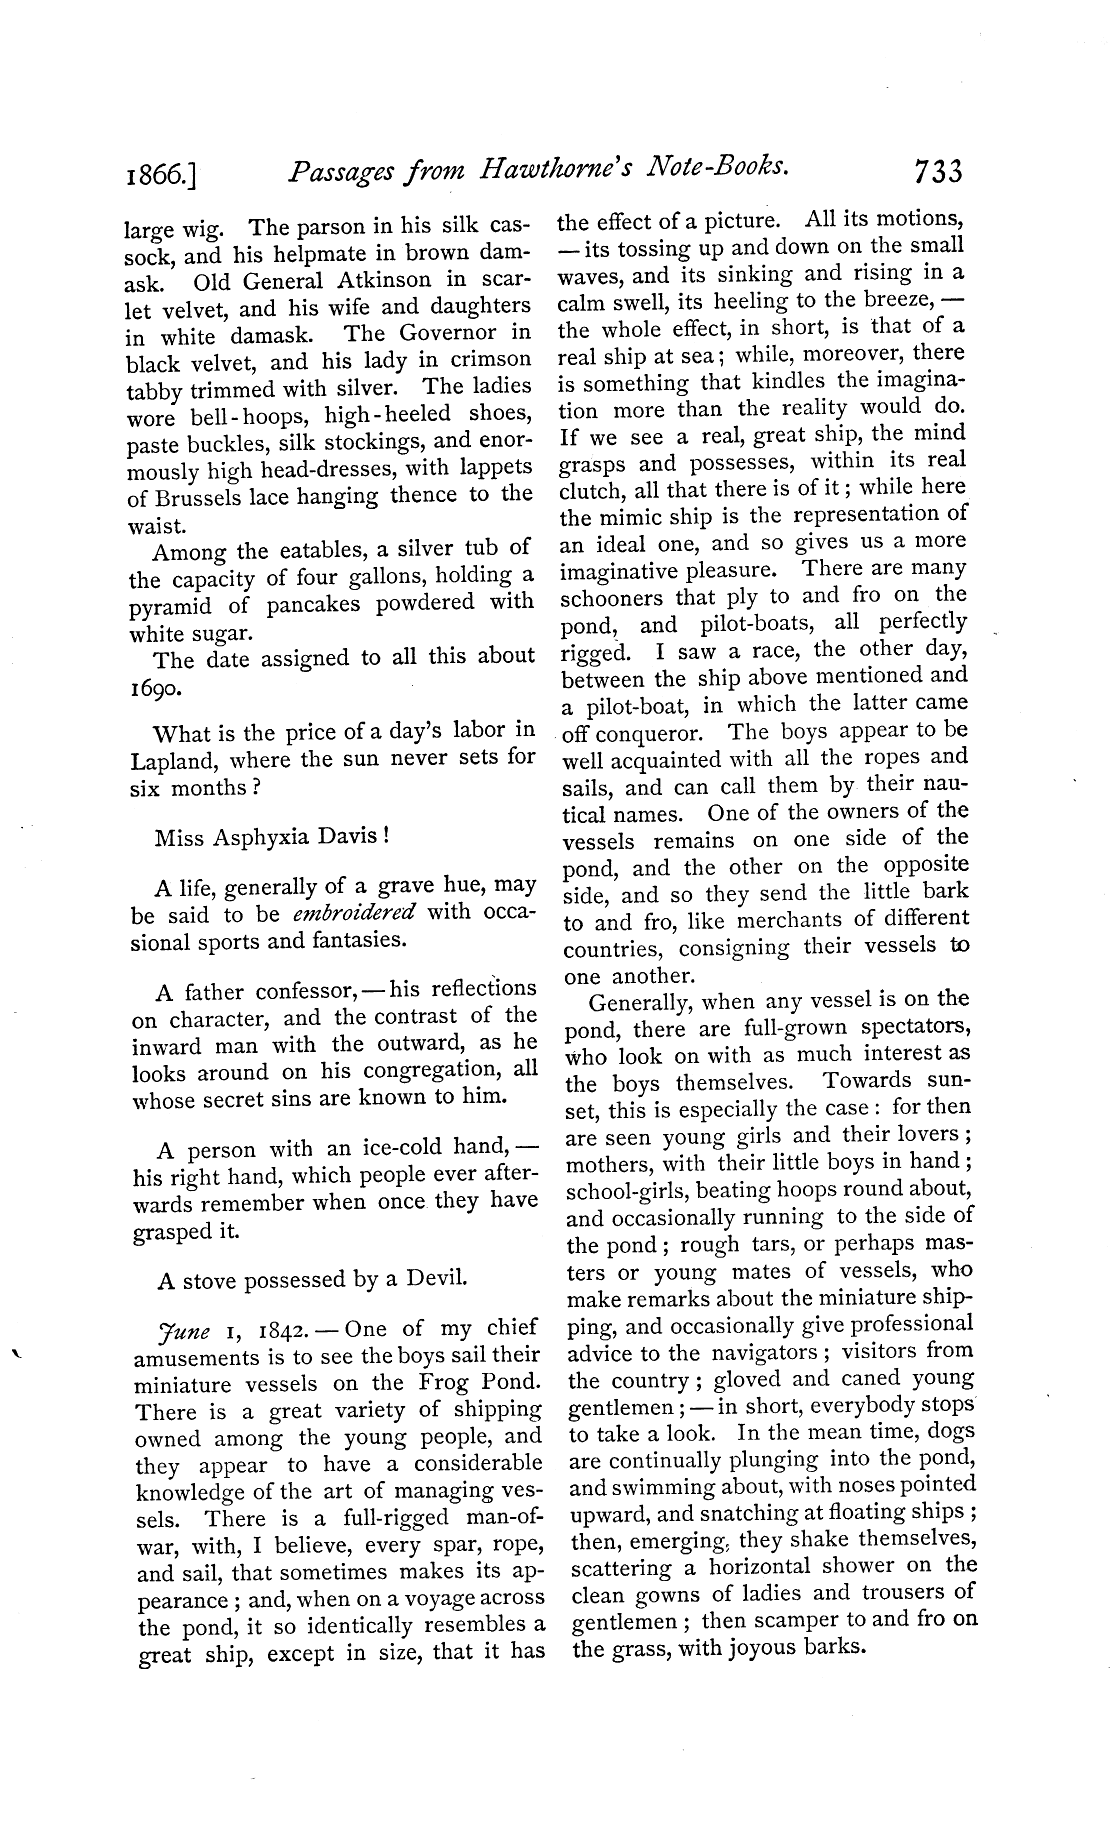 1866.] Passages from Hawthorne's Note-Books. 733
large wig. The parson in his silk cas-
sock, and his helpmate in brown dam-
ask. Old General Atkinson in scar-
let velvet, and his wife and daughters
in white damask. The Governor in
black velvet, and his lady in crimson
tabby trimmed with silver. The ladies
wore bell-hoops, high-heeled shoes,
paste buckles, silk stockings, and enor-
mously high head-dresses, with lappets
of Brussels lace hanging thence to the
waist.
Among the eatables, a silver tub of
the capacity of four gallons, holding a
pyramid of pancakes powdered with
white sugar.
The date assigned to all this about
1690.
What is the price of a day's labor in
Lapland, where the sun never sets for
six months?
Miss Asphyxia Davis!
A life, generally of a grave hue, may
be said to be embroidered with occa-
sional sports and fantasies.
A father confessor,—his reflections
on character, and the contrast of the
inward man with the outward, as he
looks around on his congregation, all
whose secret sins are known to him.
A person with an ice-cold hand,—
his right hand, which people ever after-
wards remember when once they have
grasped it.
A stove possessed by a Devil.
June 1, 1842.—One of my chief
amusements is to see the boys sail their
miniature vessels on the Frog Pond.
There is a great variety of shipping
owned among the young people, and
they appear to have a considerable
knowledge of the art of managing ves-
sels. There is a full-rigged man-of-
war, with, I believe, every spar, rope,
and sail, that sometimes makes its ap-
pearance; and, when on a voyage across
the pond, it so identically resembles a
great ship, except in size, that it has
the effect of a picture. All its motions,
—its tossing up and down on the small
waves, and its sinking and rising in a
calm swell, its heeling to the breeze,—
the whole effect, in short, is that of a
real ship at sea; while, moreover, there
is something that kindles the imagina-
tion more than the reality would do.
If we see a real, great ship, the mind
grasps and possesses, within its real
clutch, all that there is of it; while here
the mimic ship is the representation of
an ideal one, and so gives us a more
imaginative pleasure. There are many
schooners that ply to and fro on the
pond, and pilot-boats, all perfectly
rigged. I saw a race, the other day,
between the ship above mentioned and
a pilot-boat, in which the latter came
off conqueror. The boys appear to be
well acquainted with all the ropes and
sails, and can call them by their nau-
tical names. One of the owners of the
vessels remains on one side of the
pond, and the other on the opposite
side, and so they send the little bark
to and fro, like merchants of different
countries, consigning their vessels to
one another.
Generally, when any vessel is on the
pond, there are full-grown spectators,
who look on with as much interest as
the boys themselves. Towards sun-
set, this is especially the case: for then
are seen young girls and their lovers;
mothers, with their little boys in hand;
school-girls, beating hoops round about,
and occasionally running to the side of
the pond; rough tars, or perhaps mas-
ters or young mates of vessels, who
make remarks about the miniature ship-
ping, and occasionally give professional
advice to the navigators; visitors from
the country; gloved and caned young
gentlemen;—in short, everybody stops
to take a look. In the mean time, dogs
are continually plunging into the pond,
and swimming about, with noses pointed
upward, and snatching at floating ships;
then, emerging, they shake themselves,
scattering a horizontal shower on the
clean gowns of ladies and trousers of
gentlemen; then scamper to and fro on
the grass, with joyous barks.